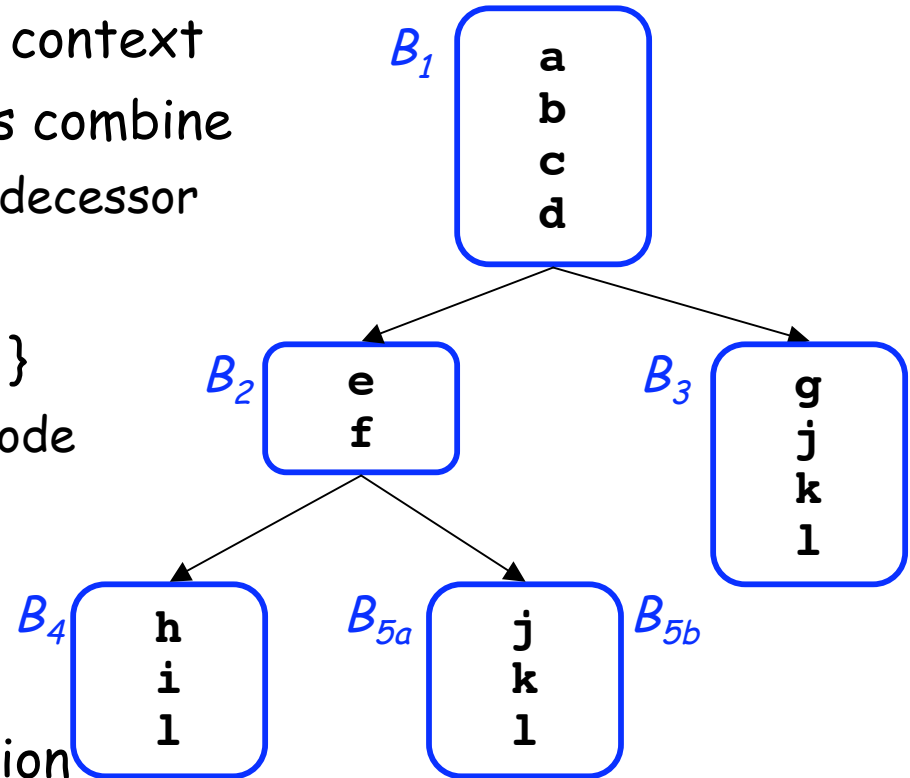 context
s combine
decessor
}
ode
ion
B1
a
b
c
d
B2
e
f
B3
g
j
k
l
B4
h
i
l
B5a
j
k
l
B5b